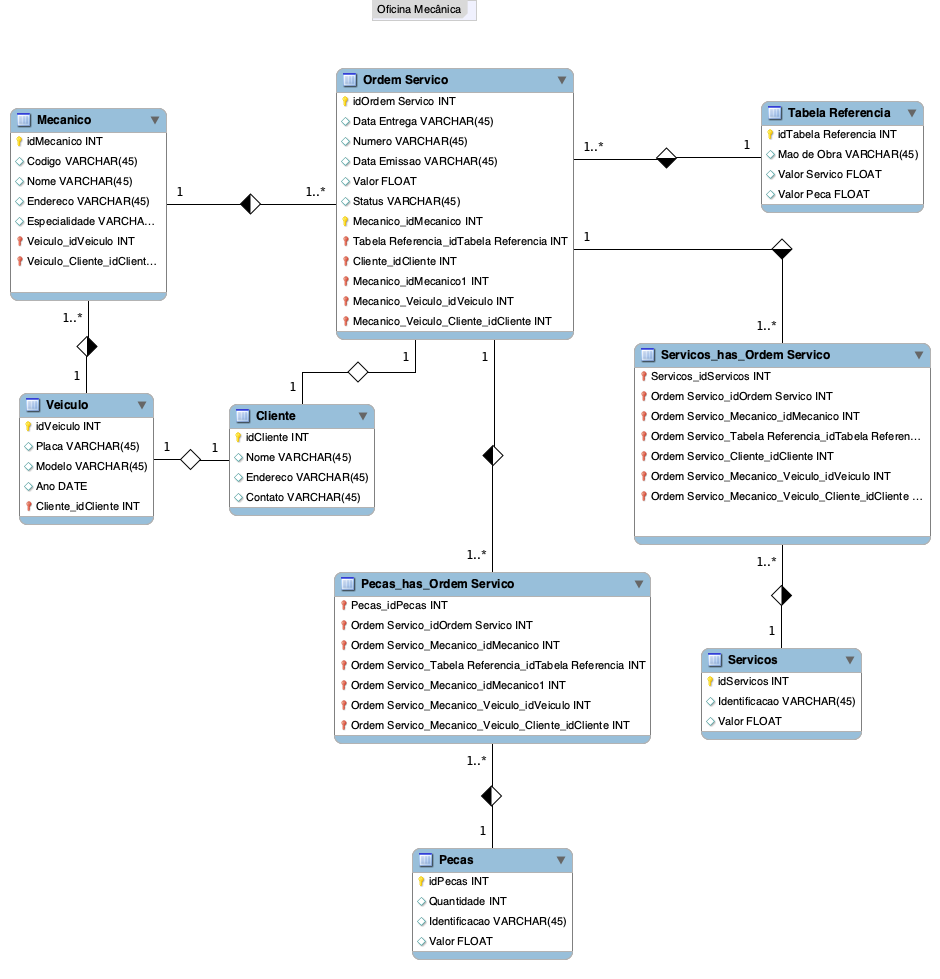 Oficina Mecânica
Ordem Servico
idOrdem Servico INT
Data Entrega VARCHAR(45)
Numero VARCHAR(45)
Data Emissao VARCHAR(45)
Valor FLOAT
Status VARCHAR(45)
Mecanico_idMecanico INT
Tabela Referencia_idTabela Referencia INT
Cliente_idCliente INT
Mecanico_idMecanico1 INT
Mecanico_Veiculo_idVeiculo INT
Mecanico_Veiculo_Cliente_idCliente INT
Mecanico
idMecanico INT
Codigo VARCHAR(45)
Nome VARCHAR(45)
Endereco VARCHAR(45)
Especialidade VARCHA...
Veiculo_idVeiculo INT
Veiculo_Cliente_idClient...
Tabela Referencia
idTabela Referencia INT
Mao de Obra VARCHAR(45)
Valor Servico FLOAT
Valor Peca FLOAT
1
1..*
1..*
1
1
1..*
1..*
1
1
1
1
1
1
1..*
Veiculo
idVeiculo INT
Placa VARCHAR(45)
Modelo VARCHAR(45)
Ano DATE
Cliente_idCliente INT
Cliente
idCliente INT
Nome VARCHAR(45)
Endereco VARCHAR(45)
Contato VARCHAR(45)
Servicos_has_Ordem Servico
Servicos_idServicos INT
Ordem Servico_idOrdem Servico INT
Ordem Servico_Mecanico_idMecanico INT
Ordem Servico_Tabela Referencia_idTabela Referen...
Ordem Servico_Cliente_idCliente INT
Ordem Servico_Mecanico_Veiculo_idVeiculo INT
Ordem Servico_Mecanico_Veiculo_Cliente_idCliente ...
Pecas_has_Ordem Servico
Pecas_idPecas INT
Ordem Servico_idOrdem Servico INT
Ordem Servico_Mecanico_idMecanico INT
Ordem Servico_Tabela Referencia_idTabela Referencia INT
Ordem Servico_Mecanico_idMecanico1 INT
Ordem Servico_Mecanico_Veiculo_idVeiculo INT
Ordem Servico_Mecanico_Veiculo_Cliente_idCliente INT
1..*
1
Servicos
idServicos INT
Identificacao VARCHAR(45)
Valor FLOAT
1..*
1
Pecas
idPecas INT
Quantidade INT
Identificacao VARCHAR(45)
Valor FLOAT